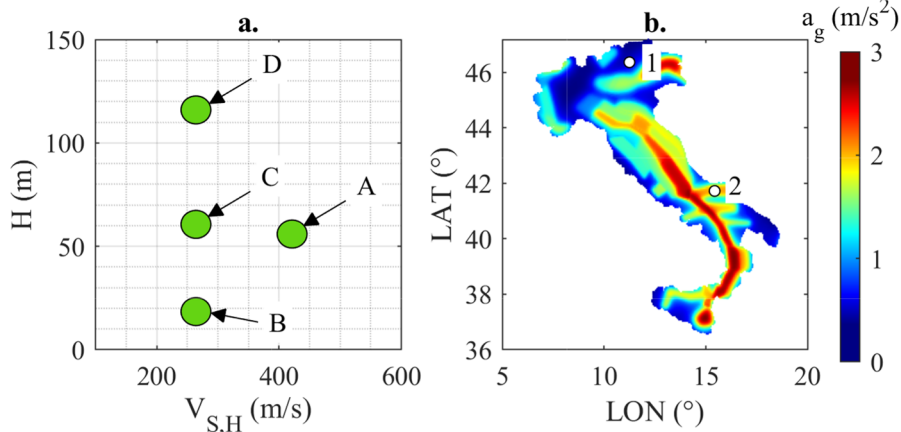 a.
150
100
50
0
H (m)
D
C
A
B
200
400
600
V_S,H (m/s)
b.
46
44
42
40
38
36
LAT (°)
1
2
5
10
15
20
LON (°)
a_g (m/s²)
3
2
1
0